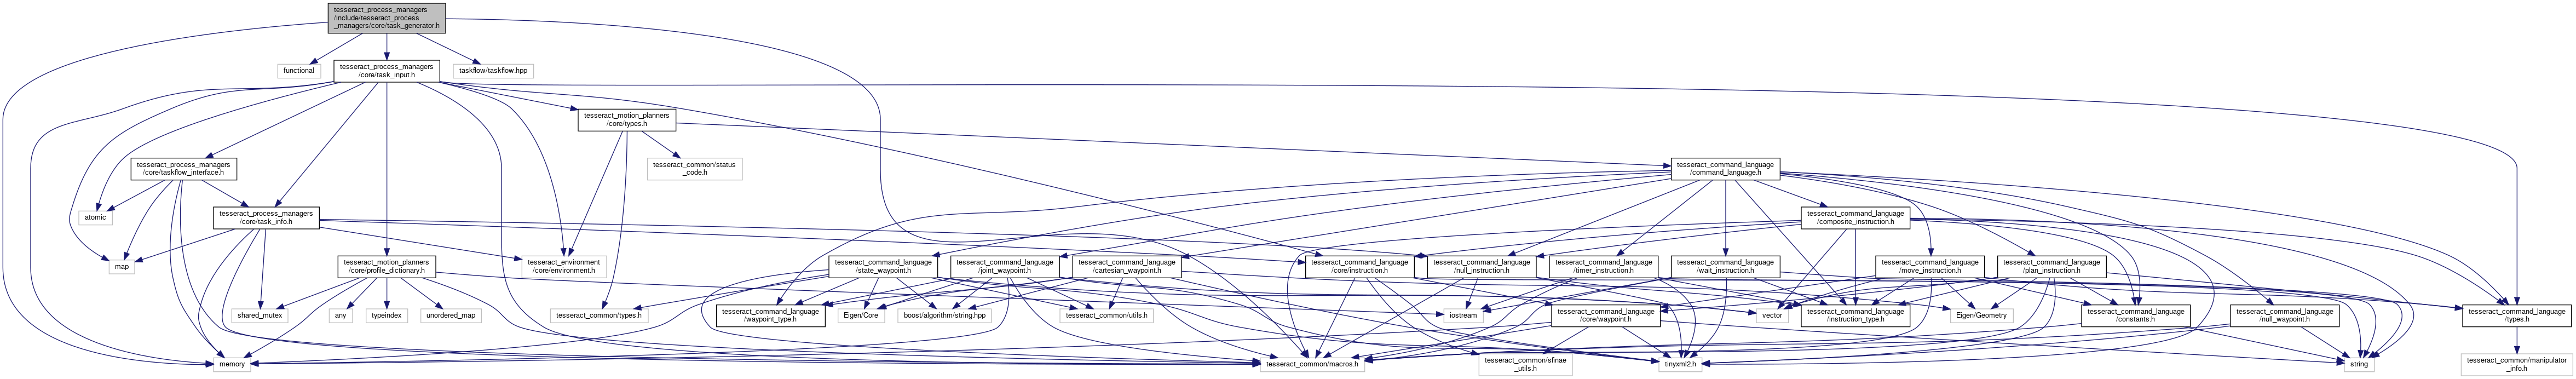 tesseract_process_managers
/include/tesseract_process
_managers/core/task_generator.h
functional
tesseract_process_managers
/core/task_input.h
taskflow/taskflow.hpp
tesseract_motion_planners
/core/types.h
tesseract_process_managers
/core/taskflow_interface.h
tesseract_common/status
_code.h
tesseract_command_language
/command_language.h
atomic
tesseract_process_managers
/core/task_info.h
tesseract_command_language
/composite_instruction.h
map
tesseract_motion_planners
/core/profile_dictionary.h
tesseract_environment
/core/environment.h
tesseract_command_language
/state_waypoint.h
tesseract_command_language
/joint_waypoint.h
tesseract_command_language
/cartesian_waypoint.h
tesseract_command_language
/core/instruction.h
tesseract_command_language
/null_instruction.h
tesseract_command_language
/timer_instruction.h
tesseract_command_language
/wait_instruction.h
tesseract_command_language
/move_instruction.h
tesseract_command_language
/plan_instruction.h
shared_mutex
any
typeindex
unordered_map
tesseract_common/types.h
tesseract_command_language
/waypoint_type.h
Eigen/Core
boost/algorithm/string.hpp
tesseract_common/utils.h
iostream
tesseract_command_language
/core/waypoint.h
vector
tesseract_command_language
/instruction_type.h
Eigen/Geometry
tesseract_command_language
/constants.h
tesseract_command_language
/null_waypoint.h
tesseract_command_language
/types.h
memory
tesseract_common/macros.h
tesseract_common/sfinae
_utils.h
tinyxml2.h
string
tesseract_common/manipulator
_info.h